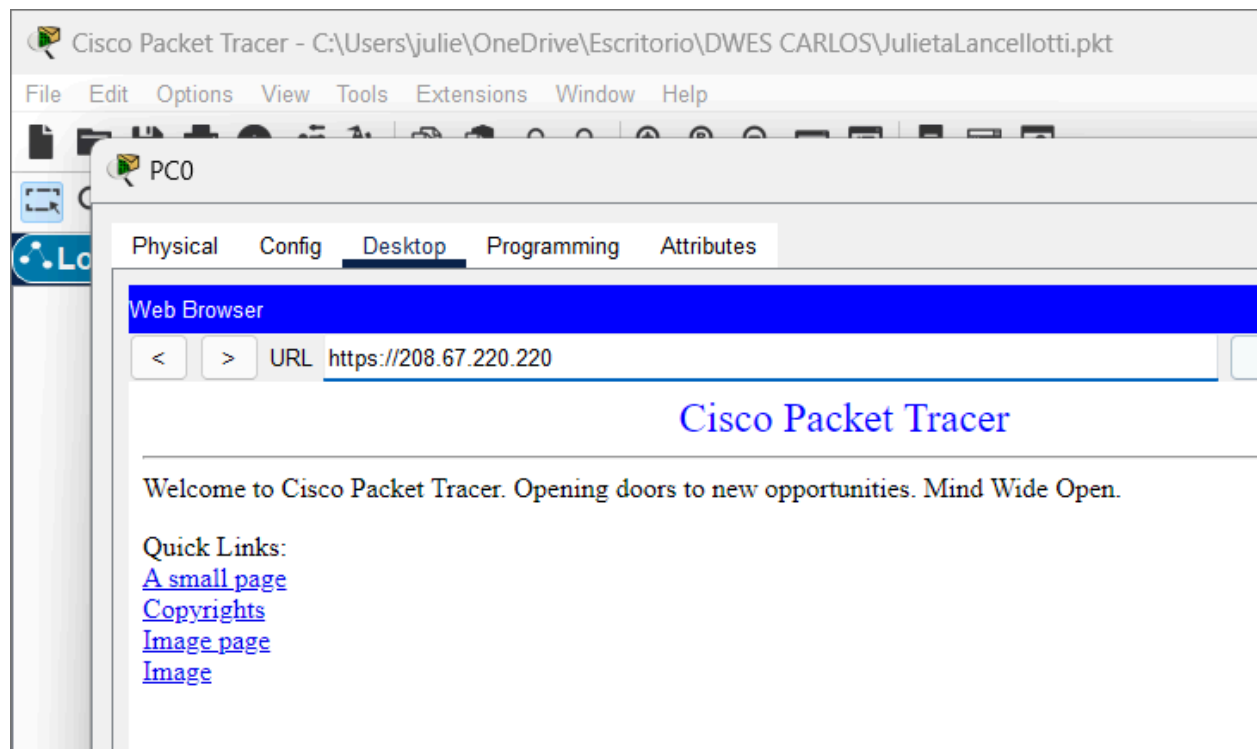 Cisco Packet Tracer - C:\Users\julie\OneDrive\Escritorio\DWES CARLOS\JulietaLancellotti.pkt
File Edit Options View Tools Extensions Window Help
PC0
Physical Config Desktop Programming Attributes
Lo
Web Browser
< > URL https://208.67.220.220
Cisco Packet Tracer
Welcome to Cisco Packet Tracer. Opening doors to new opportunities. Mind Wide Open.
Quick Links:
A small page
Copyrights
Image page
Image